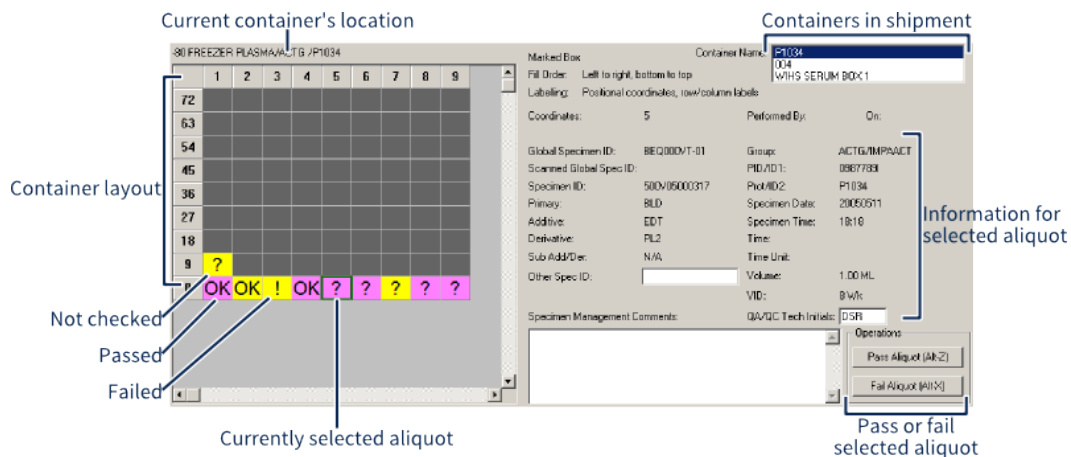 Current container's location
Containers in shipment
-80 FREEZER PLASMA/ACTG /P1034
Marked Box
Container Name:
P1034
004
WIHS SERUM BOX 1
Fill Order: Left to right, bottom to top
Labeling: Positional coordinates, row/column labels
1 2 3 4 5 6 7 8 9
72
63
54
45
36
27
18
9 ?
OK OK ! OK ? ? ? ? ?
Container layout
Not checked
Passed
Failed
Currently selected aliquot
Coordinates: 5 Performed By: On:
Global Specimen ID: BEQ00DVT-01 Group: ACTG/IMPAACT
Scanned Global Spec ID: PID/ID1: 0987789I
Specimen ID: 500V05000317 Prot/ID2: P1034
Primary: BLD Specimen Date: 20050511
Additive: EDT Specimen Time: 18:18
Derivative: PL2 Time:
Sub Add/Der: N/A Time Unit:
Other Spec ID: Volume: 1.00 ML
VID: 8 Wk
Specimen Management Comments: QA/QC Tech Initials: DSR
Operations
Pass Aliquot (Alt-Z)
Fail Aliquot (Alt-X)
Information for
selected aliquot
Pass or fail
selected aliquot